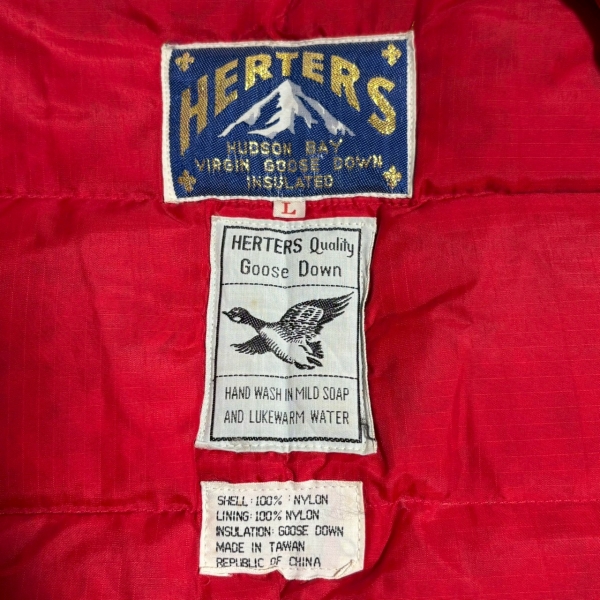 HERTERS
HUDSON BAY
VIRGIN GOOSE DOWN
INSULATED
L
HERTERS Quality
Goose Down
HAND WASH IN MILD SOAP
AND LUKEWARM WATER
SHELL: 100% NYLON
LINING: 100% NYLON
INSULATION: GOOSE DOWN
MADE IN TAIWAN
REPUBLIC OF CHINA